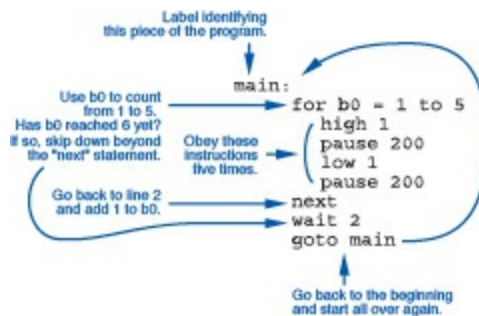 Label identifying
this piece of the program.
main:
Use b0 to count
from 1 to 5.
Has b0 reached 6 yet?
If so, skip down beyond
the "next" statement.
for b0 = 1 to 5
high 1
pause 200
low 1
pause 200
Obey these
instructions
five times.
Go back to line 2
and add 1 to b0.
next
wait 2
goto main
Go back to the beginning
and start all over again.